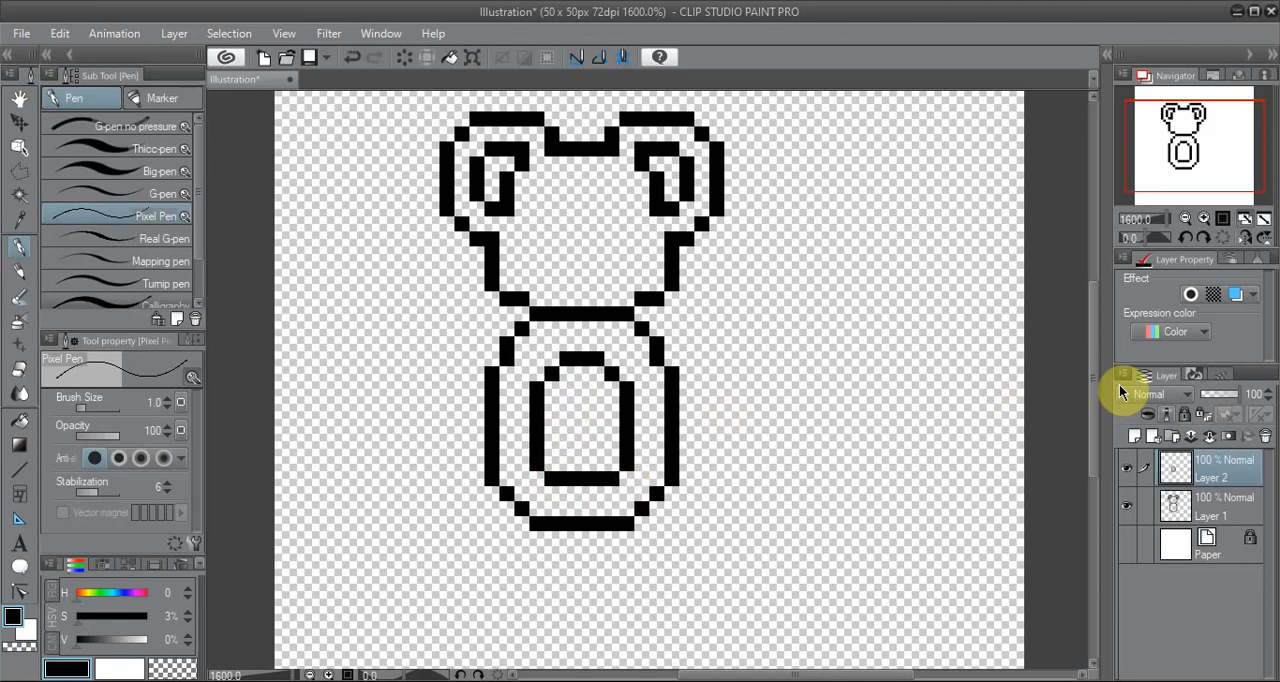 Illustration* (50 x 50px 72dpi 1600.0%) - CLIP STUDIO PAINT PRO
File Edit Animation Layer Selection View Filter Window Help
Sub Tool [Pen]
Illustration*
Navigator
Pen Marker
G-pen no pressure
Thicc-pen
Big-pen
G-pen
Pixel Pen
Real G-pen
Mapping pen
Turnip pen
Calligraphy
1600.0
0.0
Layer Property
Effect
Expression color
Color
Tool property [Pixel Pen
Pixel Pen
Brush Size 1.0
Opacity 100
Stabilization 6
Vector magnet
Layer
Normal 100
100 % Normal
Layer 2
100 % Normal
Layer 1
Paper
H 0
S 3%
V 0%
1600.0 0.0